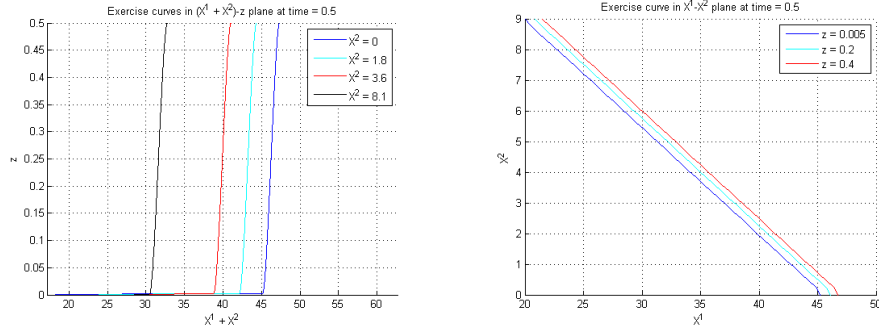 Exercise curves in (X¹ + X²)-z plane at time = 0.5
0.5
0.45
0.4
0.35
0.3
0.25
0.2
0.15
0.1
0.05
0
z
X² = 0
X² = 1.8
X² = 3.6
X² = 8.1
20 25 30 35 40 45 50 55 60
X¹ + X²
Exercise curve in X¹-X² plane at time = 0.5
9
8
7
6
5
4
3
2
1
0
X²
z = 0.005
z = 0.2
z = 0.4
20 25 30 35 40 45 50
X¹